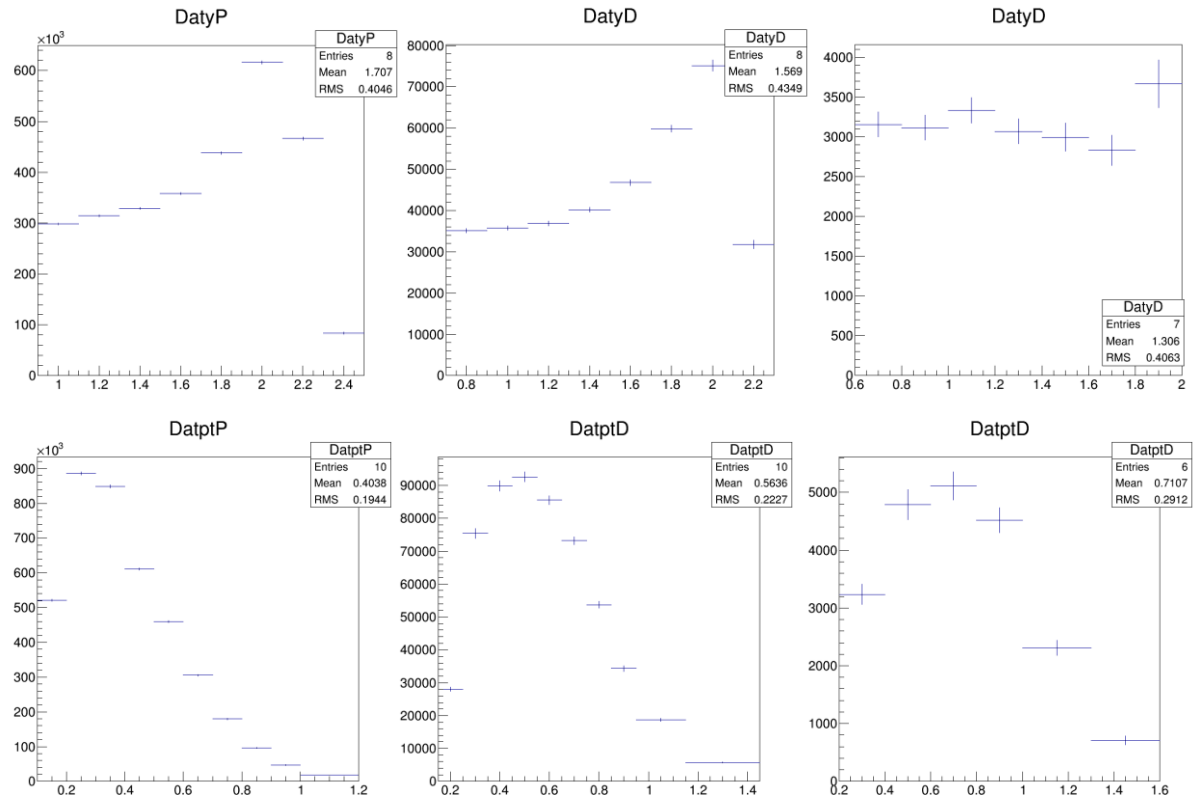 DatyP
×10³
DatyP
Entries 8
Mean 1.707
RMS 0.4046
600
500
400
300
200
100
0
1 1.2 1.4 1.6 1.8 2 2.2 2.4
DatyD
DatyD
Entries 8
Mean 1.569
RMS 0.4349
80000
70000
60000
50000
40000
30000
20000
10000
0
0.8 1 1.2 1.4 1.6 1.8 2 2.2
DatyD
4000
3500
3000
2500
2000
1500
1000
500
0
DatyD
Entries 7
Mean 1.306
RMS 0.4063
0.6 0.8 1 1.2 1.4 1.6 1.8 2
DatptP
×10³
DatptP
Entries 10
Mean 0.4038
RMS 0.1944
900
800
700
600
500
400
300
200
100
0
0.2 0.4 0.6 0.8 1 1.2
DatptD
DatptD
Entries 10
Mean 0.5636
RMS 0.2227
90000
80000
70000
60000
50000
40000
30000
20000
10000
0
0.2 0.4 0.6 0.8 1 1.2 1.4
DatptD
DatptD
Entries 6
Mean 0.7107
RMS 0.2912
5000
4000
3000
2000
1000
0
0.2 0.4 0.6 0.8 1 1.2 1.4 1.6